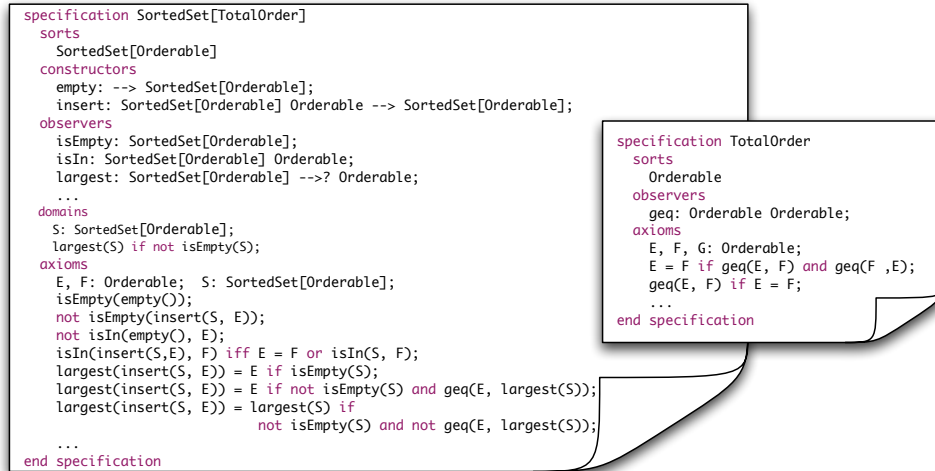 specification SortedSet[TotalOrder]
sorts
SortedSet[Orderable]
constructors
empty: --> SortedSet[Orderable];
insert: SortedSet[Orderable] Orderable --> SortedSet[Orderable];
observers
isEmpty: SortedSet[Orderable];
isIn: SortedSet[Orderable] Orderable;
largest: SortedSet[Orderable] -->? Orderable;
...
domains
S: SortedSet[Orderable];
largest(S) if not isEmpty(S);
axioms
E, F: Orderable; S: SortedSet[Orderable];
isEmpty(empty());
not isEmpty(insert(S, E));
not isIn(empty(), E);
isIn(insert(S,E), F) iff E = F or isIn(S, F);
largest(insert(S, E)) = E if isEmpty(S);
largest(insert(S, E)) = E if not isEmpty(S) and geq(E, largest(S));
largest(insert(S, E)) = largest(S) if
not isEmpty(S) and not geq(E, largest(S));
...
end specification
specification TotalOrder
sorts
Orderable
observers
geq: Orderable Orderable;
axioms
E, F, G: Orderable;
E = F if geq(E, F) and geq(F ,E);
geq(E, F) if E = F;
...
end specification